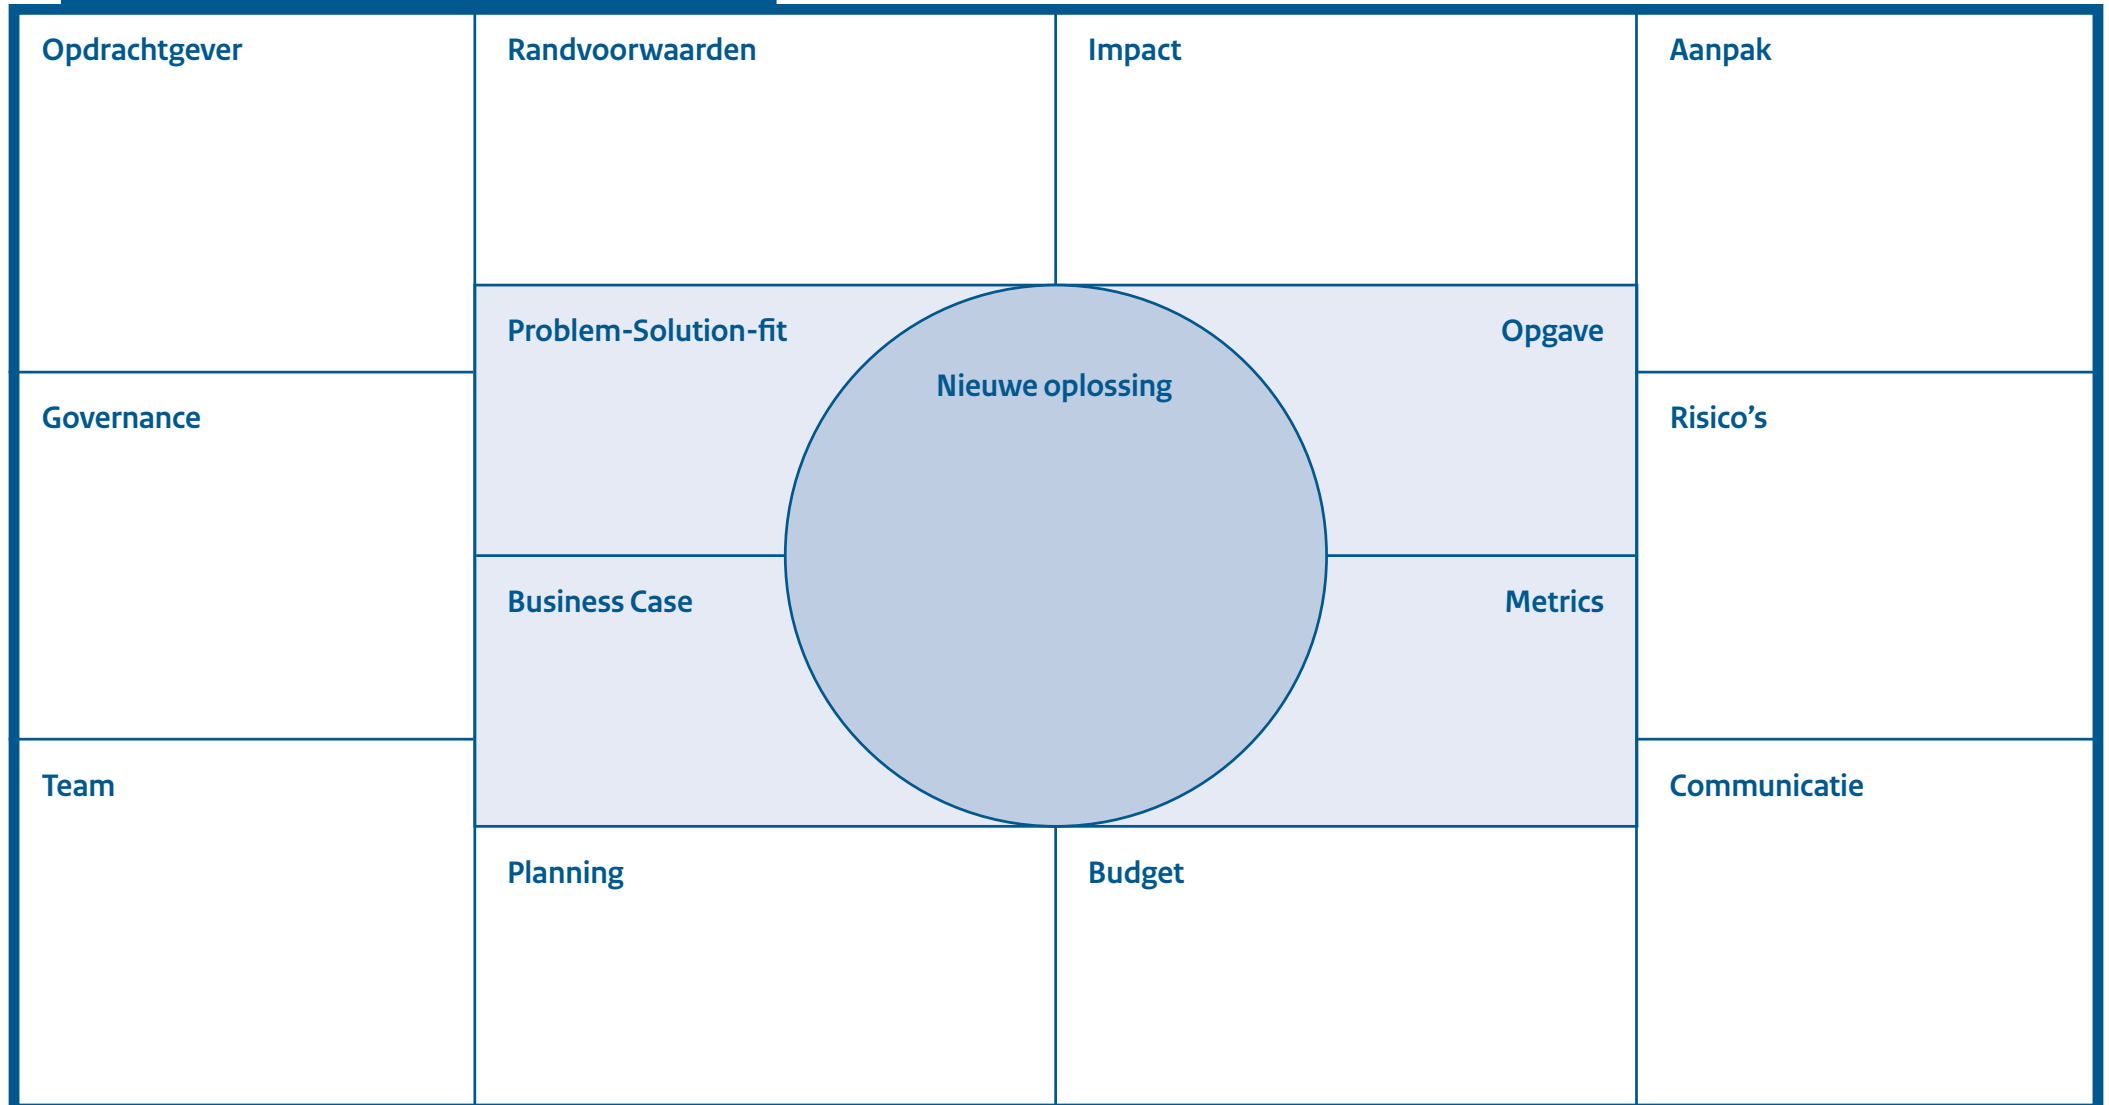 Opdrachtgever
Randvoorwaarden
Impact
Aanpak
Problem-Solution-fit
Nieuwe oplossing
Opgave
Governance
Risico’s
Business Case
Metrics
Team
Communicatie
Planning
Budget